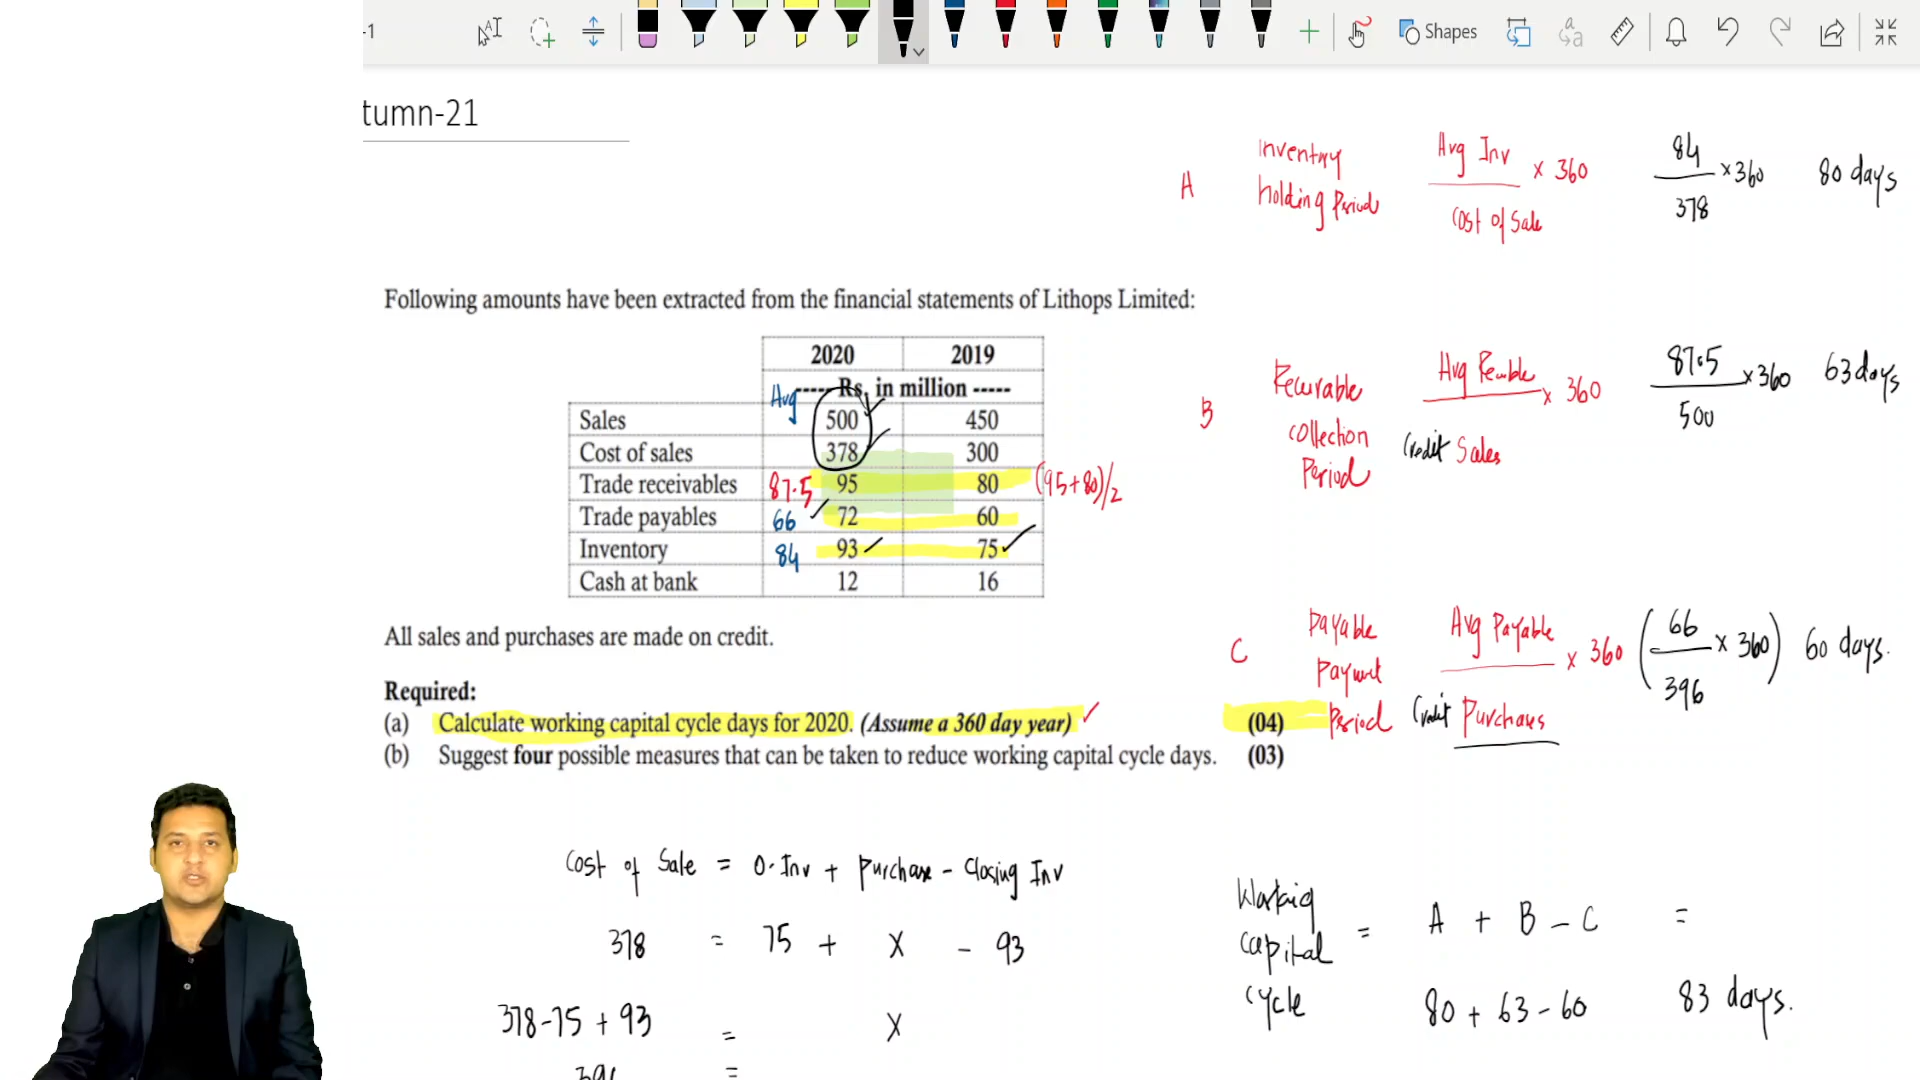 -1
Shapes
tumn-21
A Inventory holding Period Avg Inv / Cost of Sale × 360 84 / 378 ×360 80 days
Following amounts have been extracted from the financial statements of Lithops Limited:
2020 2019
Avg ----- Rs. in million -----
Sales 500 450
Cost of sales 378 300
Trade receivables 87.5 95 80 (95+80)/2
Trade payables 66 72 60
Inventory 84 93 75
Cash at bank 12 16
B collection Period × 360 Credit Sales 87.5 / 500 ×360 63 days
All sales and purchases are made on credit.
C Payable Period Avg Payable / Credit × 360 (66 / 396 × 360) 60 days.
Required:
(a) Calculate working capital cycle days for 2020. (Assume a 360 day year) (04)
(b) Suggest four possible measures that can be taken to reduce working capital cycle days. (03)
Cost of Sale = O.Inv + Purchase - Closing Inv
378 = 75 + X - 93
378-75 + 93 = X
396 =
Working Capital Cycle = A + B - C =
80 + 63 - 60 83 days.